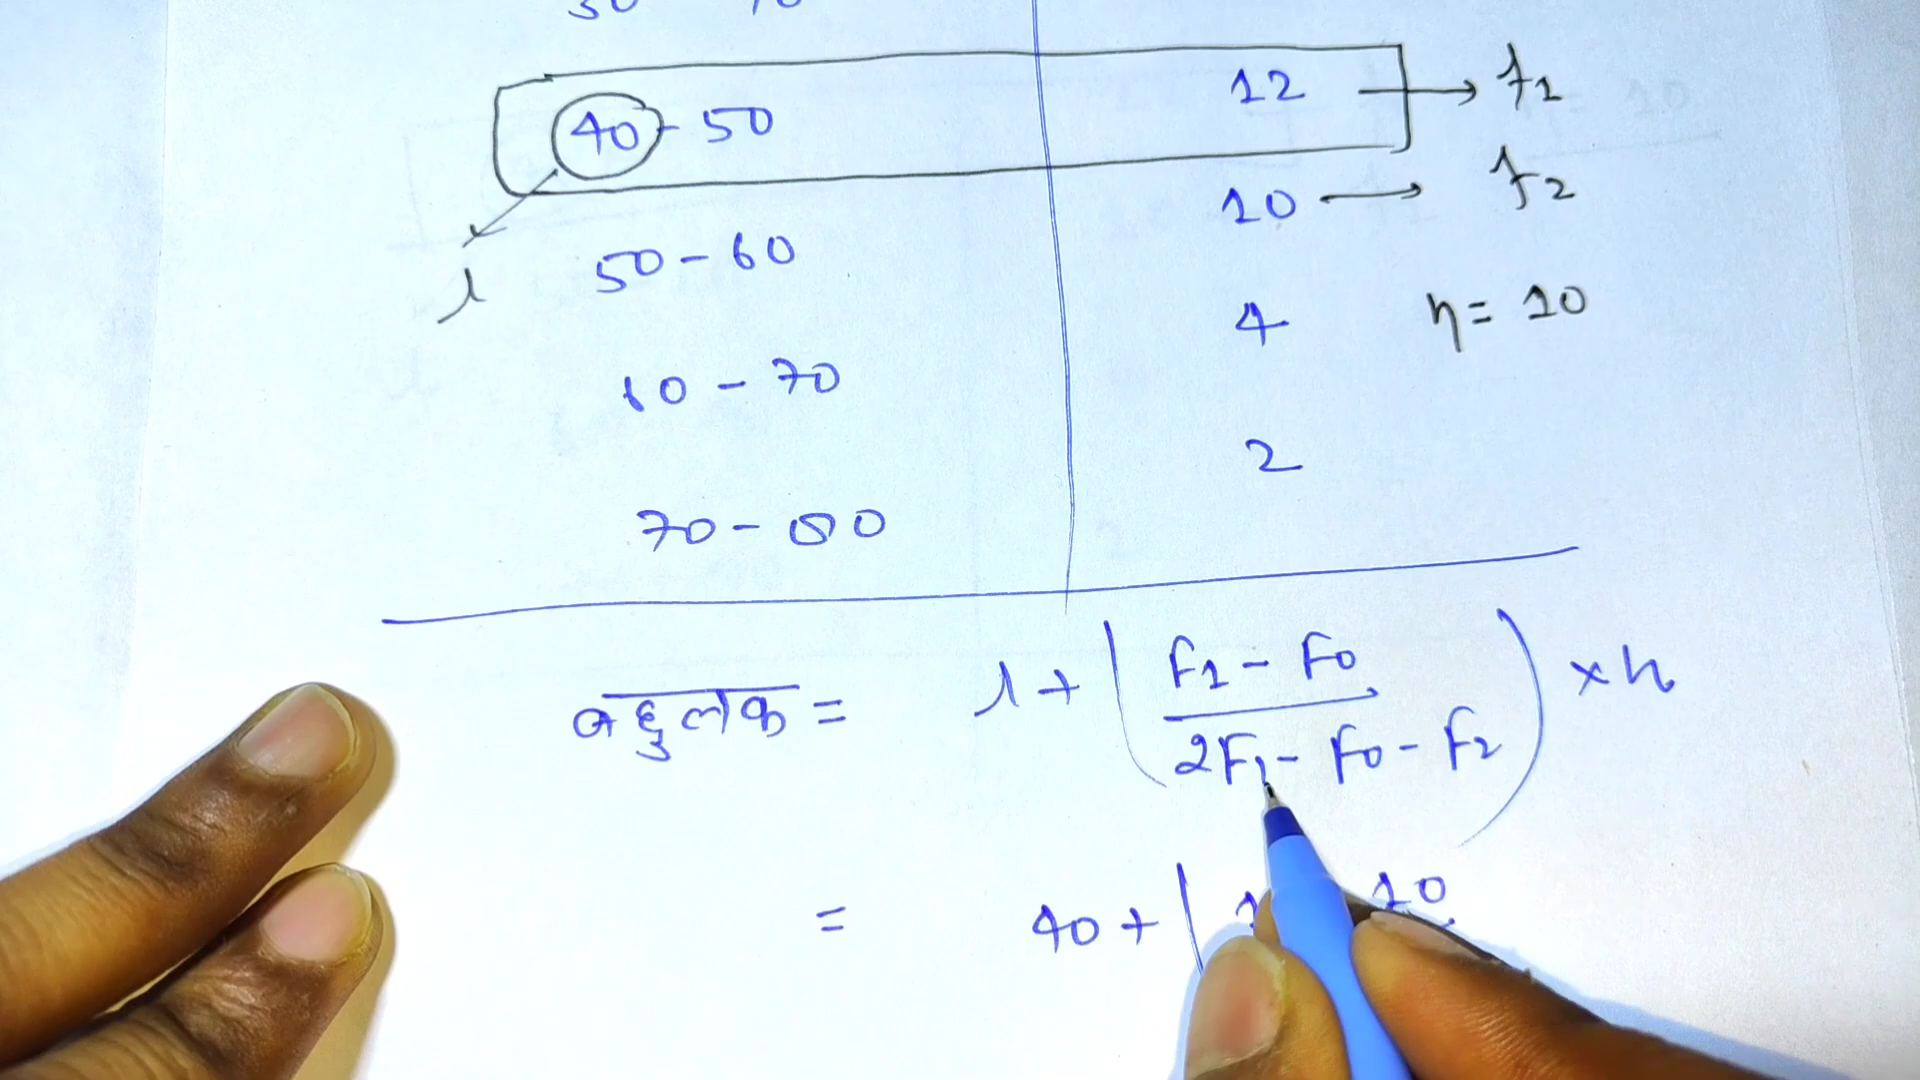 40 - 50 12 → f1
10 → f2
l 50 - 60
4 h = 10
60 - 70
2
70 - 80
बहुलक = l + ( F1 - F0 / 2F1 - F0 - F2 ) × h
= 40 + ( 10